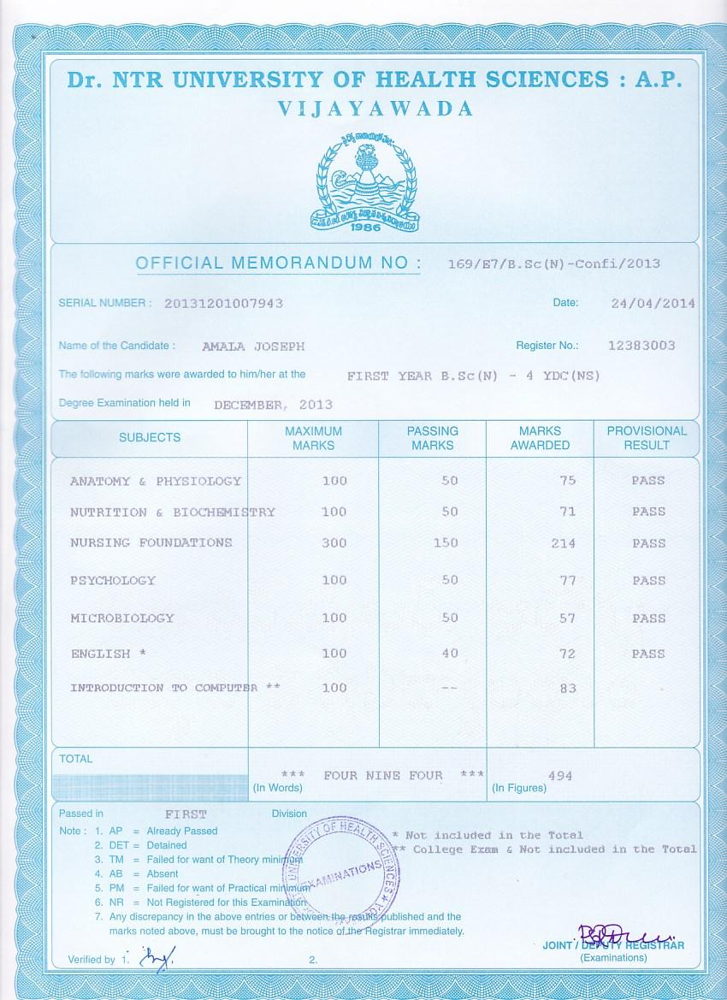 Dr. NTR UNIVERSITY OF HEALTH SCIENCES : A.P.
VIJAYAWADA
1986
OFFICIAL MEMORANDUM NO : 169/E7/B.Sc(N)-Confi/2013
SERIAL NUMBER : 20131201007943 Date: 24/04/2014
Name of the Candidate : AMALA JOSEPH Register No.: 12383003
The following marks were awarded to him/her at the FIRST YEAR B.Sc(N) - 4 YDC(NS)
Degree Examination held in DECEMBER, 2013
SUBJECTS MAXIMUM MARKS PASSING MARKS MARKS AWARDED PROVISIONAL RESULT
ANATOMY & PHYSIOLOGY 100 50 75 PASS
NUTRITION & BIOCHEMISTRY 100 50 71 PASS
NURSING FOUNDATIONS 300 150 214 PASS
PSYCHOLOGY 100 50 77 PASS
MICROBIOLOGY 100 50 57 PASS
ENGLISH * 100 40 72 PASS
INTRODUCTION TO COMPUTER ** 100 -- 83
TOTAL
*** FOUR NINE FOUR *** 494
(In Words) (In Figures)
Passed in FIRST Division
Note : 1. AP = Already Passed
2. DET = Detained
3. TM = Failed for want of Theory minimum
4. AB = Absent
5. PM = Failed for want of Practical minimum
6. NR = Not Registered for this Examination
7. Any discrepancy in the above entries or between the results published and the
marks noted above, must be brought to the notice of the Registrar immediately.
* Not included in the Total
** College Exam & Not included in the Total
UNIVERSITY OF HEALTH SCIENCES
EXAMINATIONS
JOINT / DEPUTY REGISTRAR
(Examinations)
Verified by 1. 2.